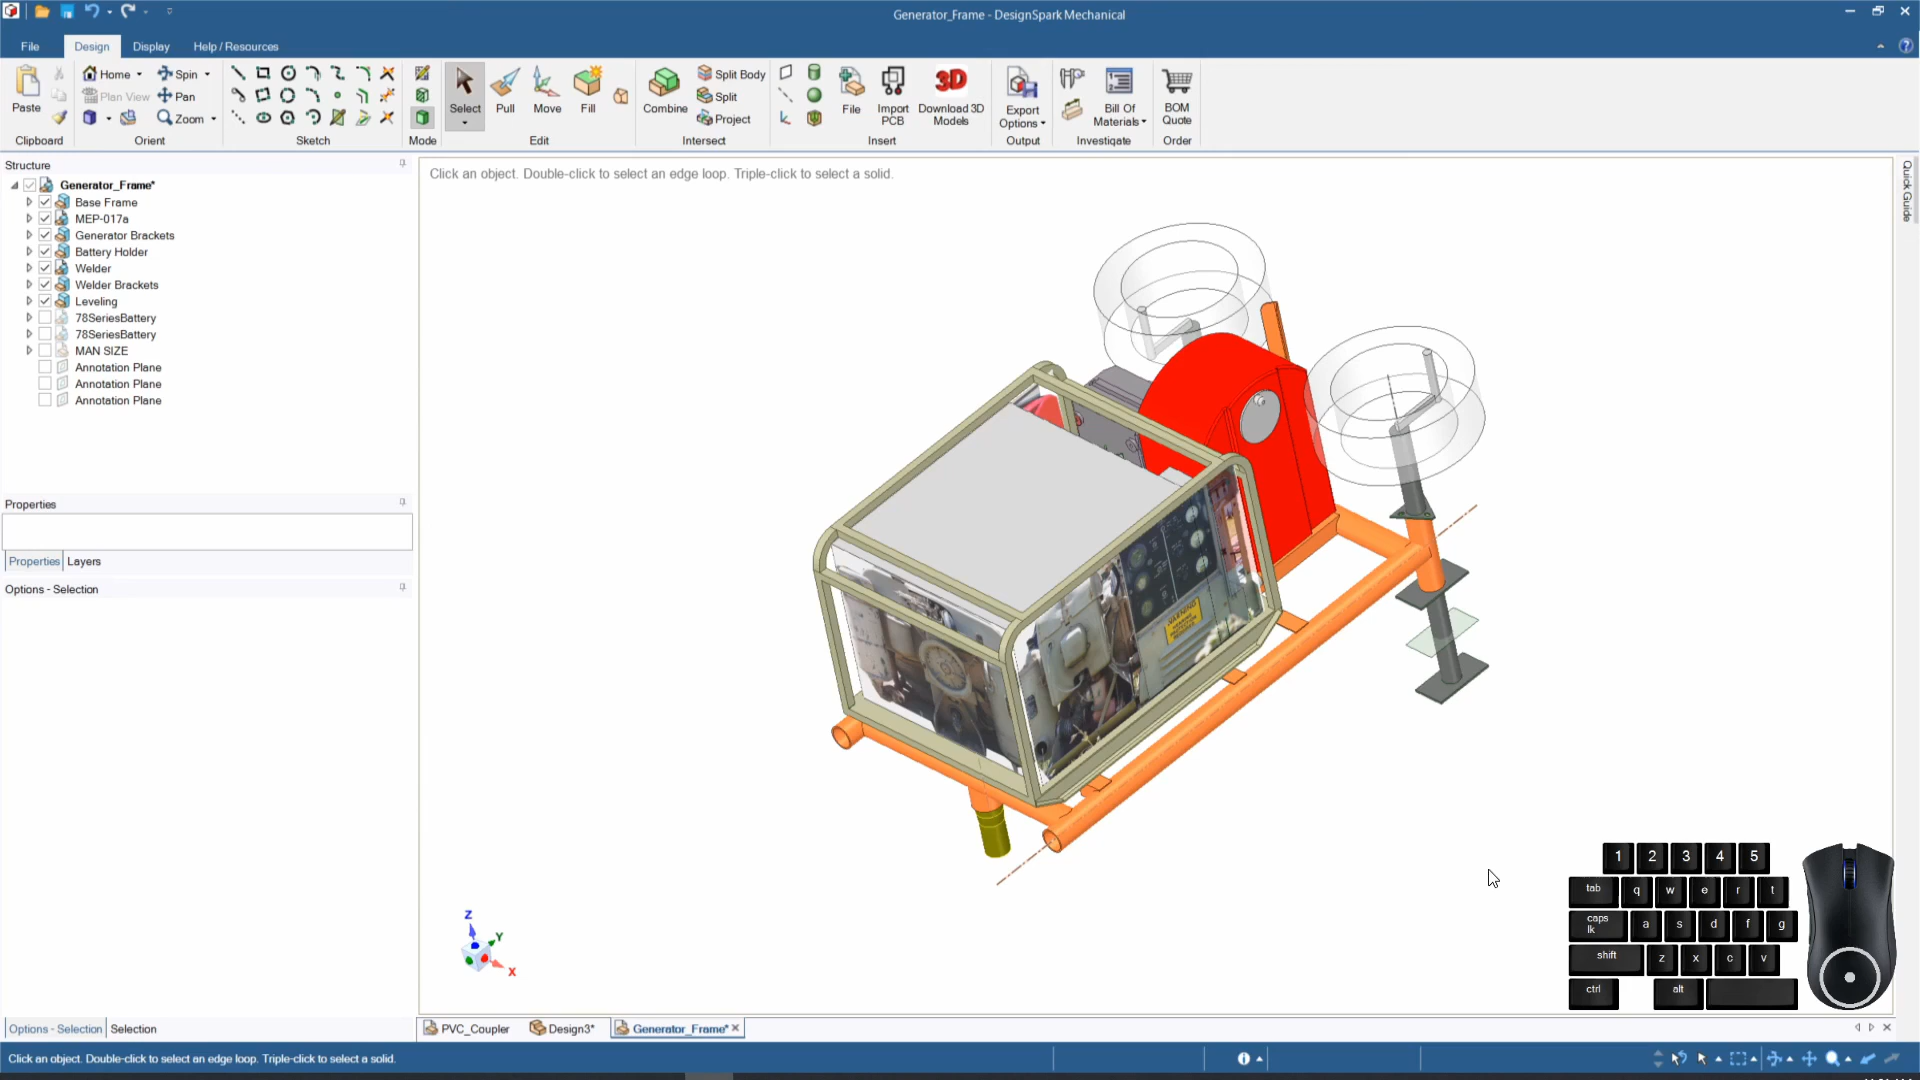 Generator_Frame - DesignSpark Mechanical
File
Design
Display
Help / Resources
Paste
Clipboard
Home
Plan View
Spin
Pan
Zoom
Orient
Sketch
Mode
Select
Pull
Move
Fill
Edit
Combine
Split Body
Split
Project
Intersect
File
Import
PCB
3D
Download 3D
Models
Insert
Export
Options
Output
Bill Of
Materials
Investigate
BOM
Quote
Order
Structure
Generator_Frame*
Base Frame
MEP-017a
Generator Brackets
Battery Holder
Welder
Welder Brackets
Leveling
78SeriesBattery
78SeriesBattery
MAN SIZE
Annotation Plane
Annotation Plane
Annotation Plane
Properties
Properties
Layers
Options - Selection
Click an object. Double-click to select an edge loop. Triple-click to select a solid.
Quick Guide
WARNING
Z
Y
X
1 2 3 4 5
tab q w e r t
caps lk a s d f g
shift z x c v
ctrl alt
Options - Selection
Selection
PVC_Coupler
Design3*
Generator_Frame*
Click an object. Double-click to select an edge loop. Triple-click to select a solid.